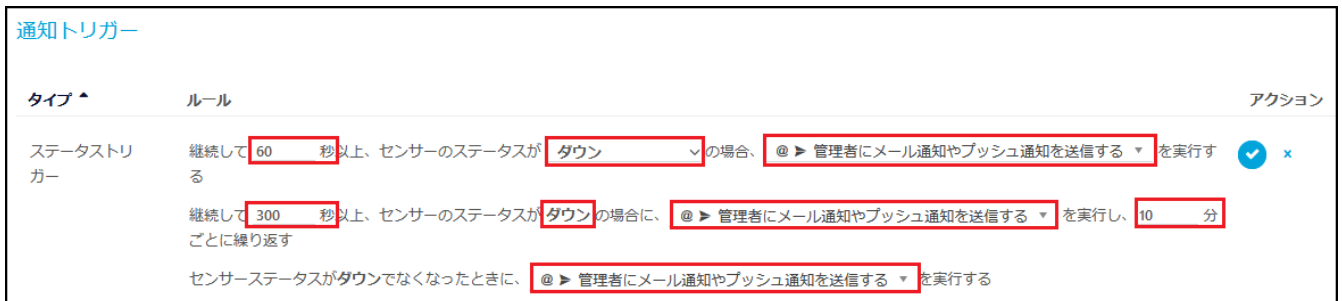 通知トリガー
タイプ ルール アクション
ステータストリ 継続して 60 秒以上、センサーのステータスが ダウン の場合、 @ ➤ 管理者にメール通知やプッシュ通知を送信する ▼ を実行す
ガー る
継続して 300 秒以上、センサーのステータスが ダウン の場合に、 @ ➤ 管理者にメール通知やプッシュ通知を送信する ▼ を実行し、 10 分
ごとに繰り返す
センサーステータスがダウンでなくなったときに、 @ ➤ 管理者にメール通知やプッシュ通知を送信する ▼ を実行する